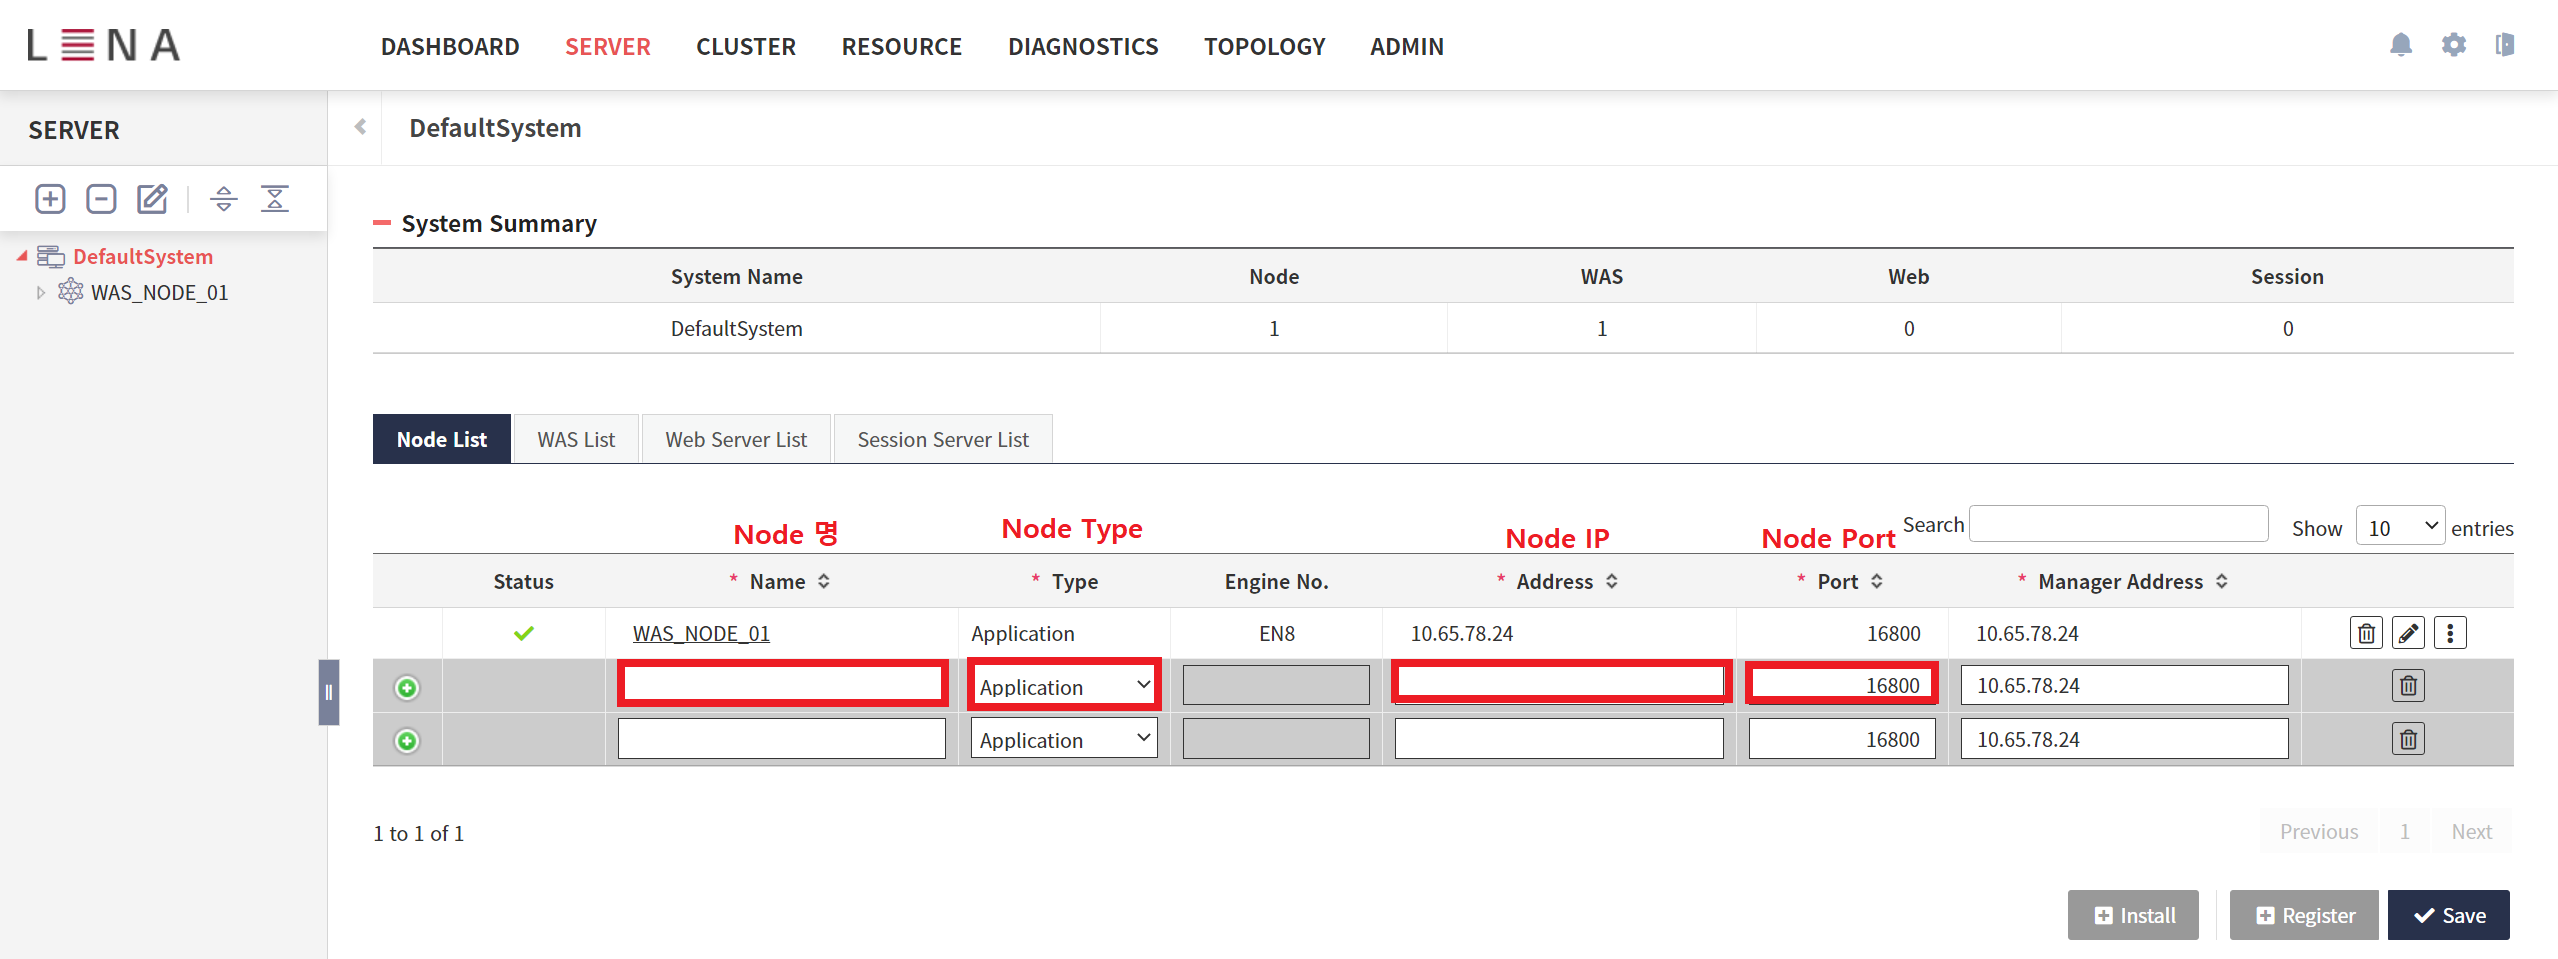 LENA
DASHBOARD SERVER CLUSTER RESOURCE DIAGNOSTICS TOPOLOGY ADMIN
SERVER
DefaultSystem
DefaultSystem
WAS_NODE_01
System Summary
System Name Node WAS Web Session
DefaultSystem 1 1 0 0
Node List WAS List Web Server List Session Server List
Node 명 Node Type Node IP Node Port
Search Show 10 entries
Status * Name * Type Engine No. * Address * Port * Manager Address
WAS_NODE_01 Application EN8 10.65.78.24 16800 10.65.78.24
Application 16800 10.65.78.24
Application 16800 10.65.78.24
1 to 1 of 1
Previous 1 Next
Install Register Save